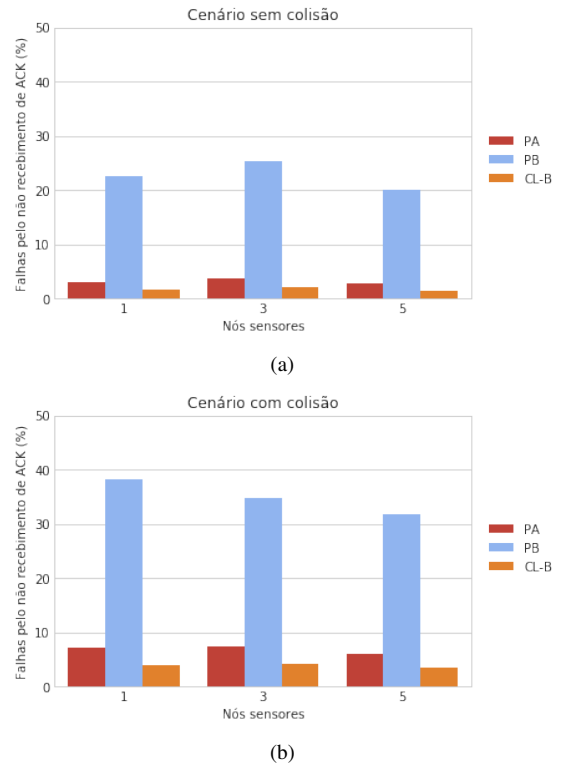 Cenário sem colisão
Falhas pelo não recebimento de ACK (%)
50
40
30
20
10
0
1 3 5
Nós sensores
PA
PB
CL-B
(a)
Cenário com colisão
Falhas pelo não recebimento de ACK (%)
50
40
30
20
10
0
1 3 5
Nós sensores
PA
PB
CL-B
(b)